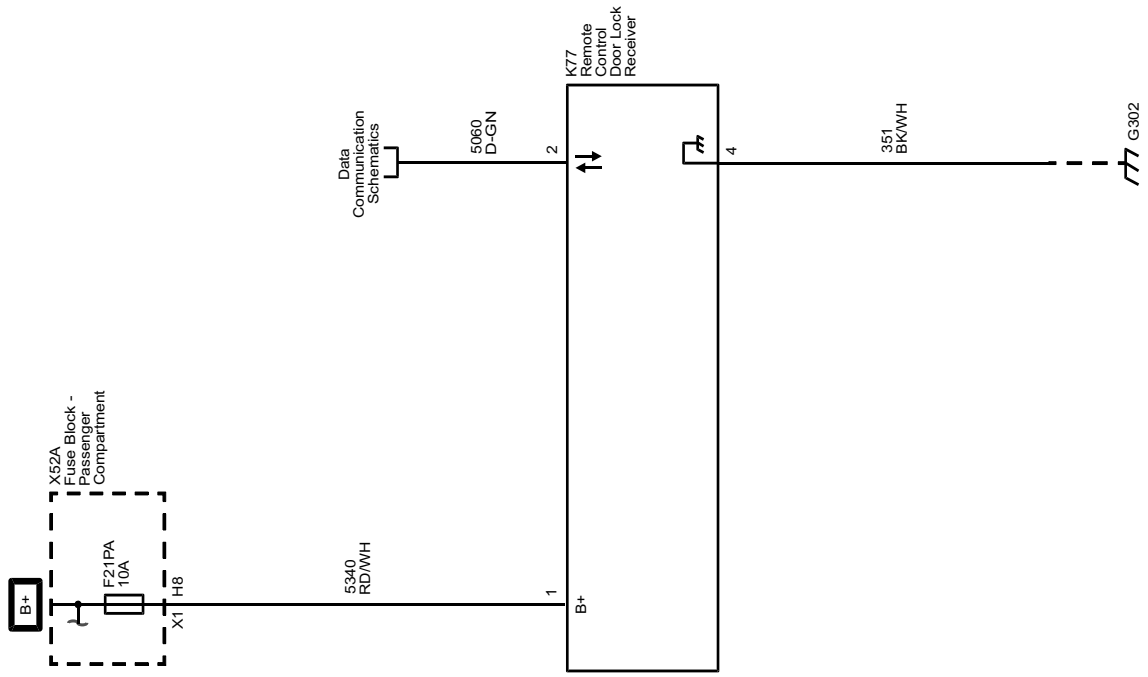 B+
X52A
Fuse Block -
Passenger
Compartment
F21PA
10A
X1
H8
5340
RD/WH
1
B+
Data
Communication
Schematics
5060
D-GN
2
K77
Remote
Control
Door Lock
Receiver
4
351
BK/WH
G302